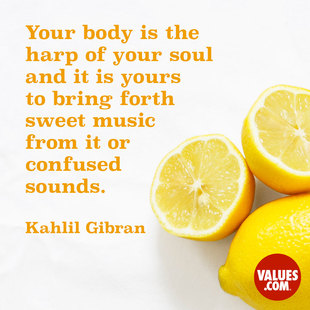 Your body is the
harp of your soul
and it is yours
to bring forth
sweet music
from it or
confused
sounds.
Kahlil Gibran
VALUES
.COM